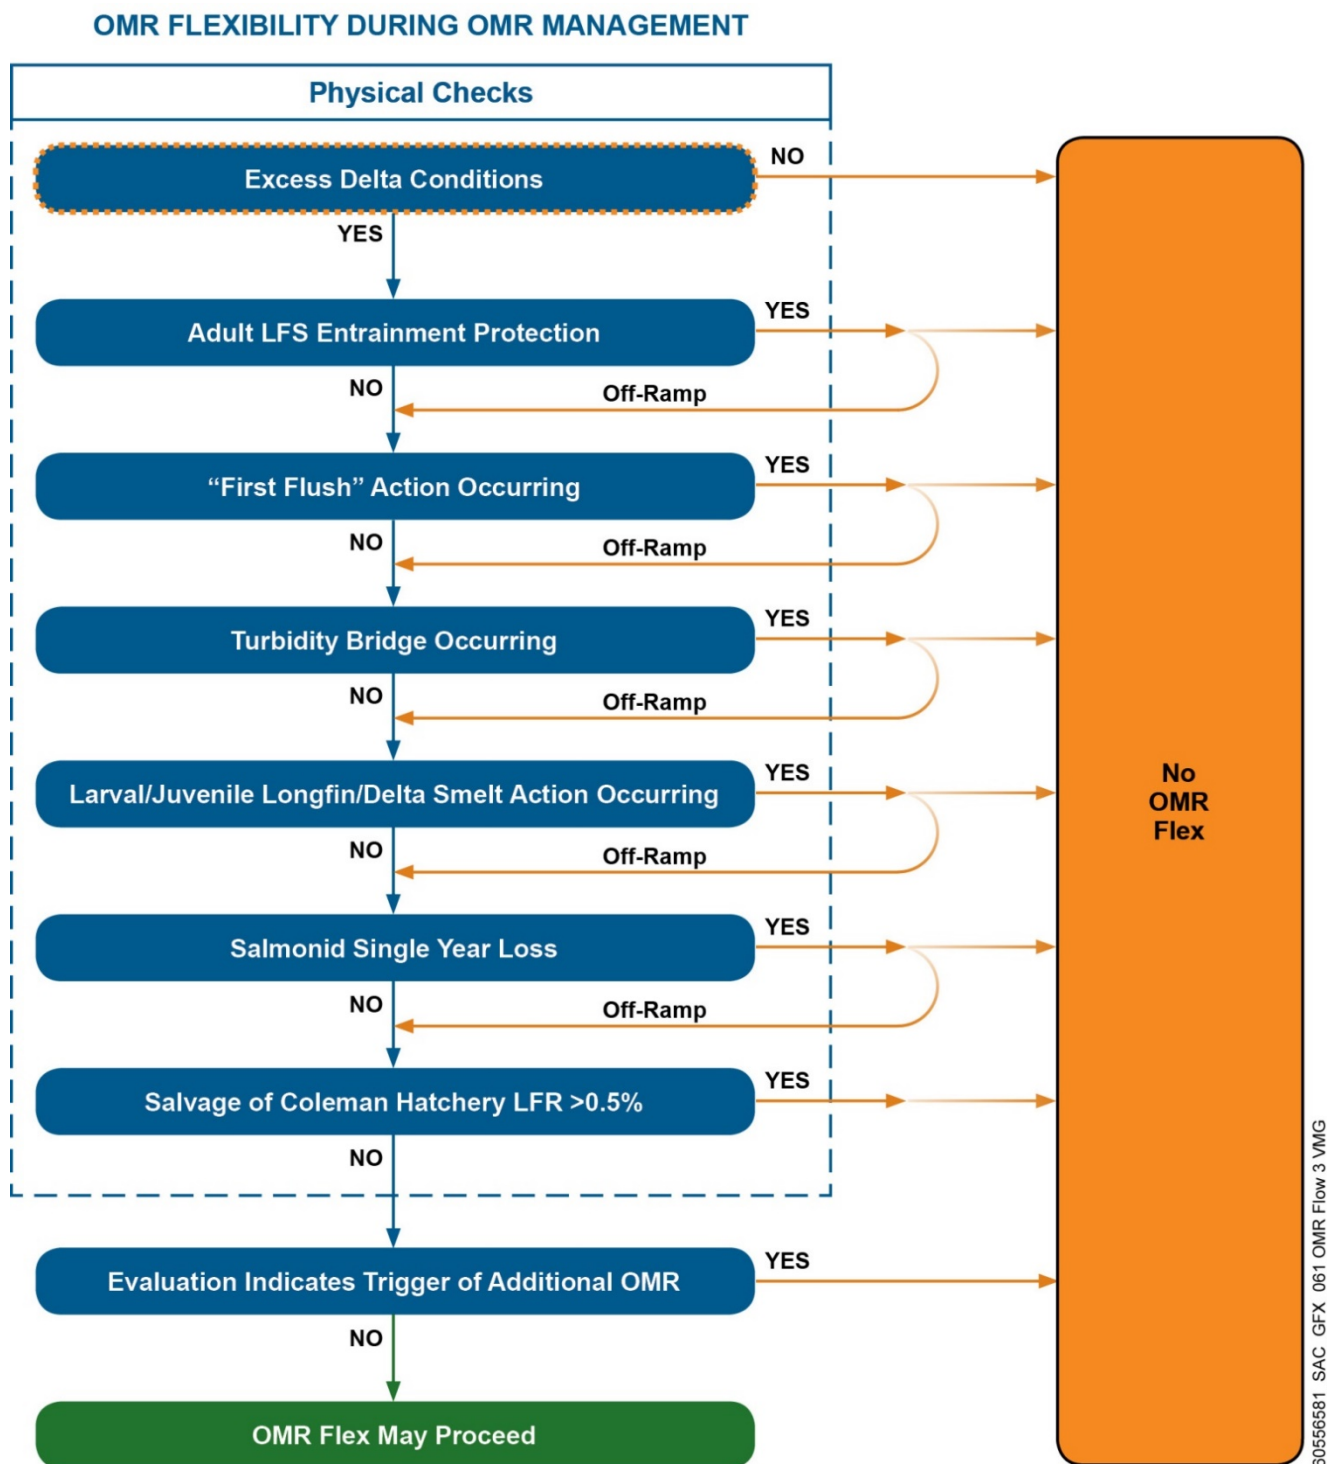 OMR FLEXIBILITY DURING OMR MANAGEMENT
Physical Checks
Excess Delta Conditions
NO
YES
Adult LFS Entrainment Protection
YES
NO
Off-Ramp
“First Flush” Action Occurring
YES
NO
Off-Ramp
Turbidity Bridge Occurring
YES
NO
Off-Ramp
Larval/Juvenile Longfin/Delta Smelt Action Occurring
YES
NO
Off-Ramp
Salmonid Single Year Loss
YES
NO
Off-Ramp
Salvage of Coleman Hatchery LFR >0.5%
YES
NO
Evaluation Indicates Trigger of Additional OMR
YES
NO
OMR Flex May Proceed
No
OMR
Flex
60556581 SAC GFX 061 OMR Flow 3 VMG